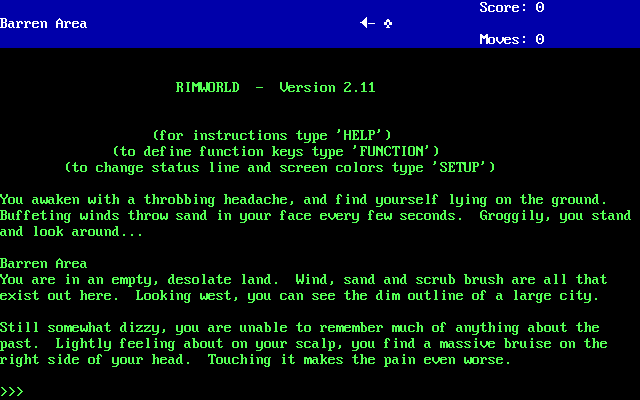 Score: 0
Barren Area
Moves: 0
RIMWORLD - Version 2.11
(for instructions type 'HELP')
(to define function keys type 'FUNCTION')
(to change status line and screen colors type 'SETUP')
You awaken with a throbbing headache, and find yourself lying on the ground.
Buffeting winds throw sand in your face every few seconds.  Groggily, you stand
and look around...
Barren Area
You are in an empty, desolate land.  Wind, sand and scrub brush are all that
exist out here.  Looking west, you can see the dim outline of a large city.
Still somewhat dizzy, you are unable to remember much of anything about the
past.  Lightly feeling about on your scalp, you find a massive bruise on the
right side of your head.  Touching it makes the pain even worse.
>>>